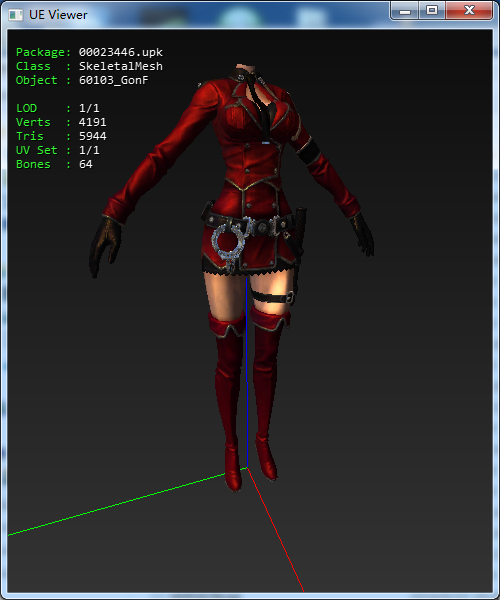 UE Viewer
Package: 00023446.upk
Class : SkeletalMesh
Object : 60103_GonF
LOD : 1/1
Verts : 4191
Tris : 5944
UV Set : 1/1
Bones : 64